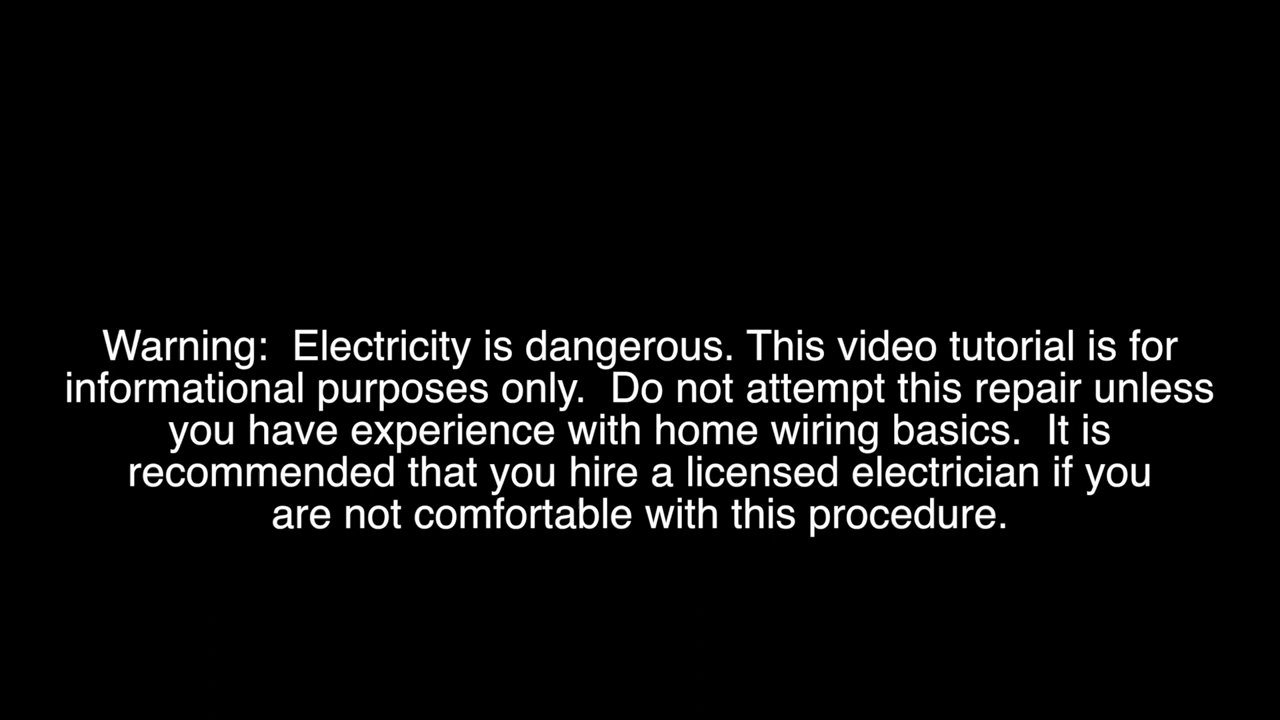 Warning:  Electricity is dangerous. This video tutorial is for
informational purposes only.  Do not attempt this repair unless
you have experience with home wiring basics.  It is
recommended that you hire a licensed electrician if you
are not comfortable with this procedure.